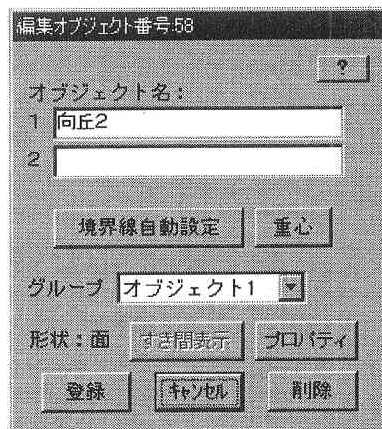 編集オブジェクト番号58
?
オブジェクト名:
1 向丘2
2
境界線自動設定 重心
グループ オブジェクト1
形状:面 すき間表示 プロパティ
登録 キャンセル 削除